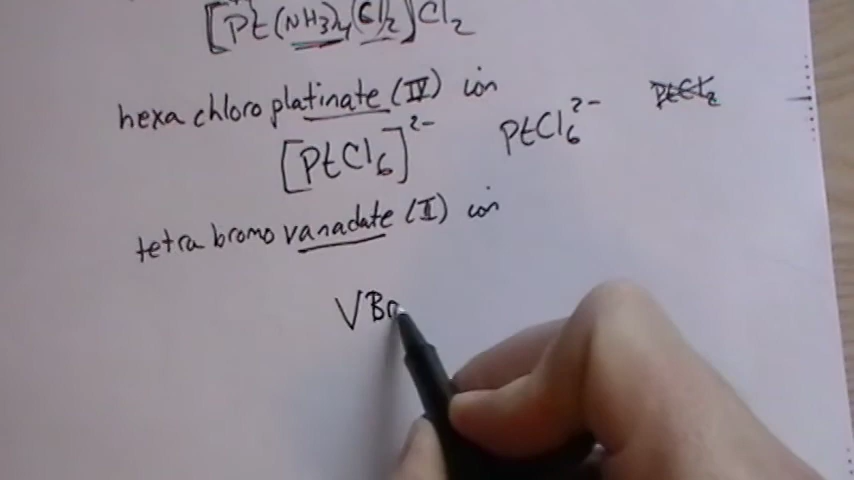 [Pt(NH3)4(Cl)2]Cl2
hexa chloro platinate (IV) ion
[PtCl6]2- PtCl6 2- PtCl2
tetra bromo vanadate (II) ion
VBr